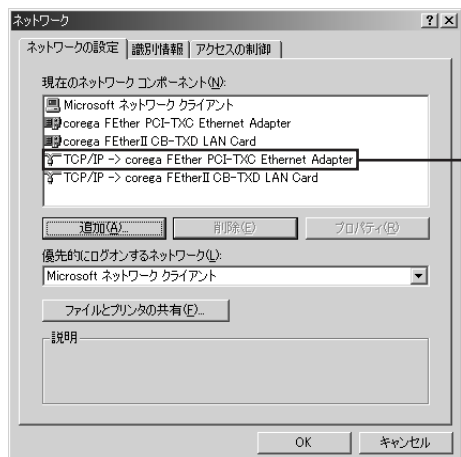 ネットワーク
ネットワークの設定 識別情報 アクセスの制御
現在のネットワーク コンポーネント(N):
Microsoft ネットワーク クライアント
corega FEther PCI-TXC Ethernet Adapter
corega FEtherII CB-TXD LAN Card
TCP/IP -> corega FEther PCI-TXC Ethernet Adapter
TCP/IP -> corega FEtherII CB-TXD LAN Card
追加(A)... 削除(E) プロパティ(R)
優先的にログオンするネットワーク(L):
Microsoft ネットワーク クライアント
ファイルとプリンタの共有(F)...
説明
OK キャンセル